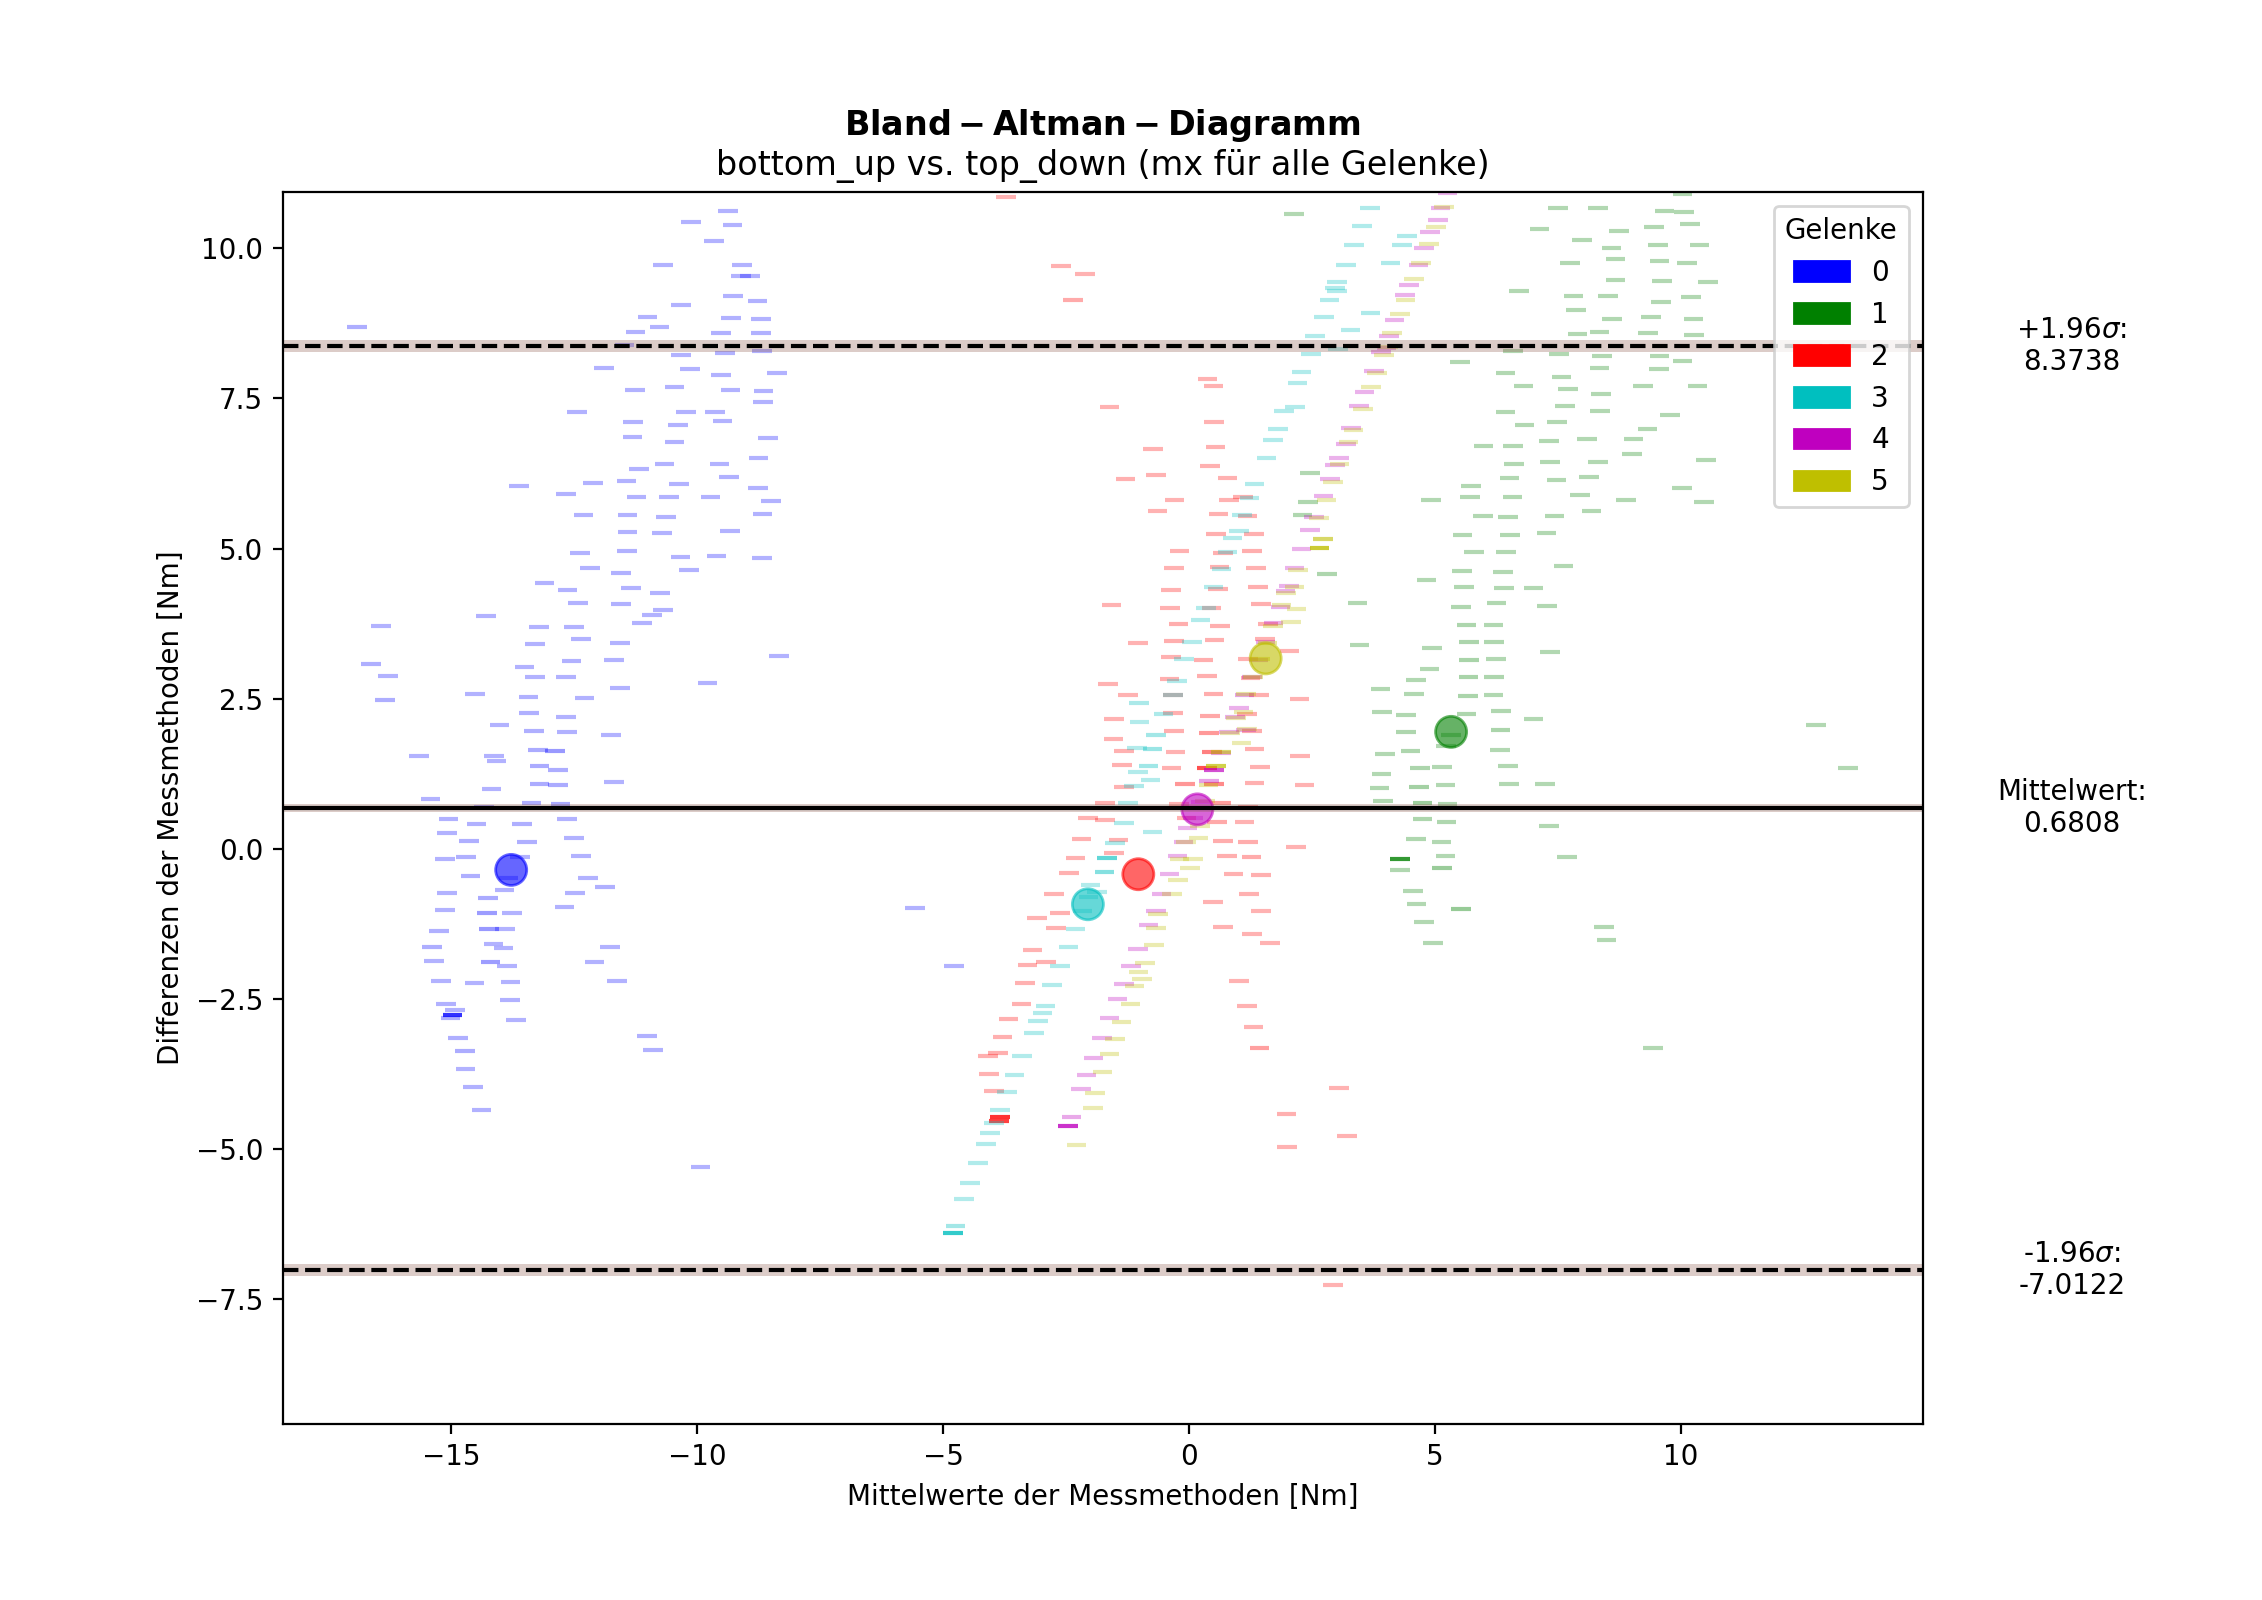 Bland – Altman – Diagramm
bottom_up vs. top_down (mx für alle Gelenke)
Differenzen der Messmethoden [Nm]
10.0
7.5
5.0
2.5
0.0
−2.5
−5.0
−7.5
Gelenke
0
1
2
3
4
5
+1.96σ:
8.3738
Mittelwert:
0.6808
-1.96σ:
-7.0122
−15
−10
−5
0
5
10
Mittelwerte der Messmethoden [Nm]